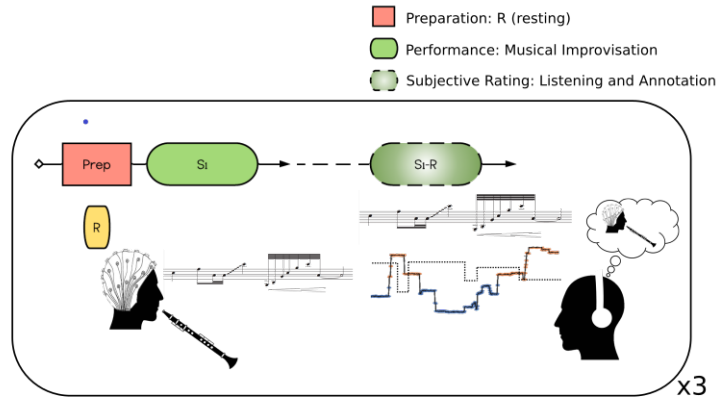 Preparation: R (resting)
Performance: Musical Improvisation
Subjective Rating: Listening and Annotation
Prep
S1
S1-R
R
x3